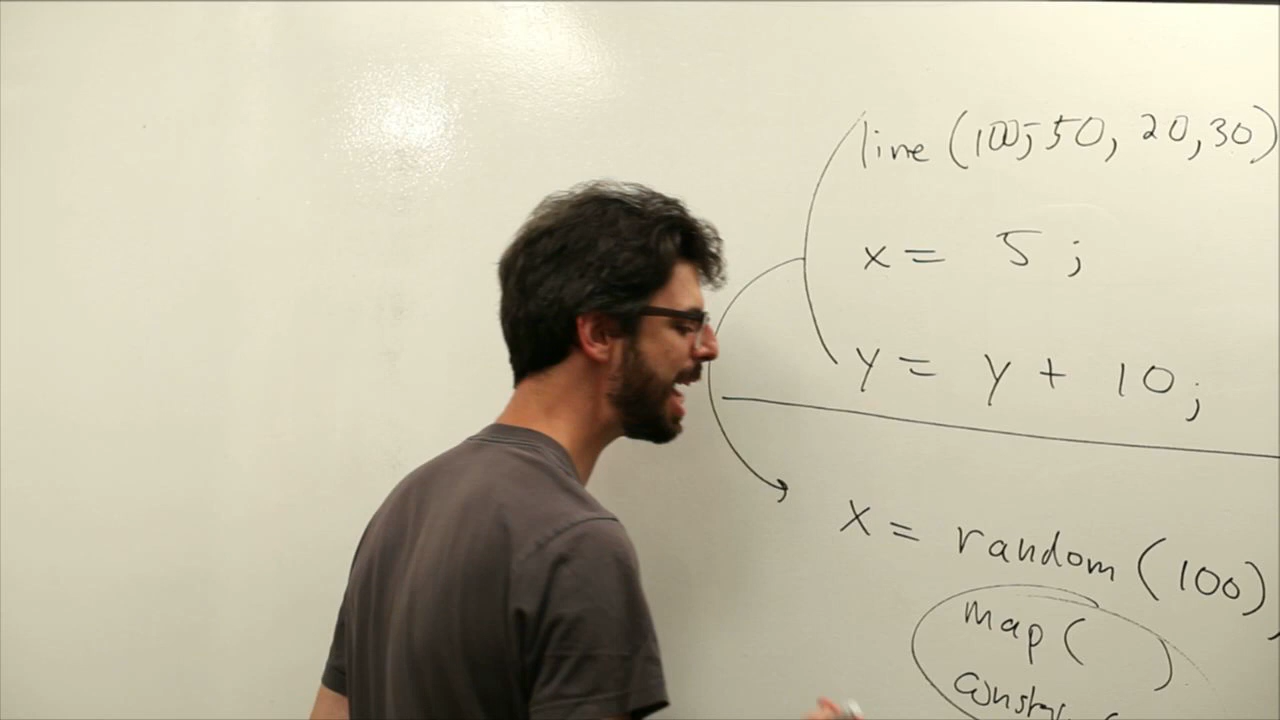 line (100, 50, 20, 30)
x = 5 ;
y = y + 10 ;
x = random (100) ;
map ( )